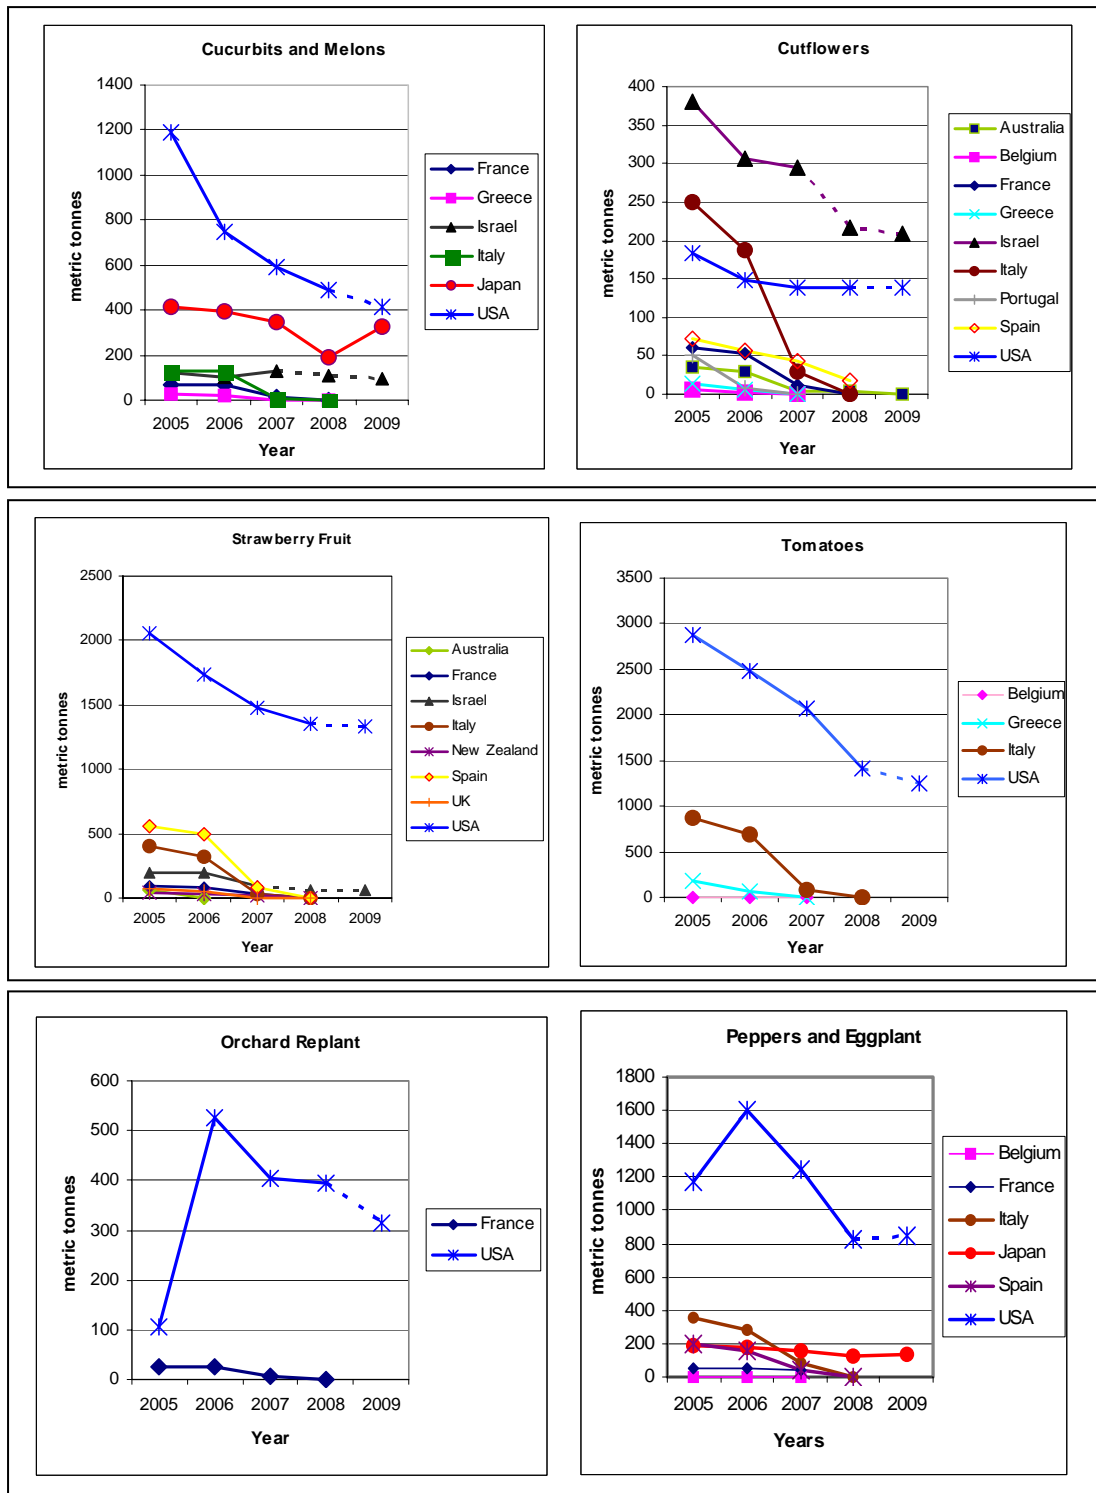 Cucurbits and Melons
1400
1200
1000
800
600
400
200
0
metric tonnes
2005 2006 2007 2008 2009
Year
France
Greece
Israel
Italy
Japan
USA
Cutflowers
400
350
300
250
200
150
100
50
0
metric tonnes
2005 2006 2007 2008 2009
Year
Australia
Belgium
France
Greece
Israel
Italy
Portugal
Spain
USA
Strawberry Fruit
2500
2000
1500
1000
500
0
metric tonnes
2005 2006 2007 2008 2009
Year
Australia
France
Israel
Italy
New Zealand
Spain
UK
USA
Tomatoes
3500
3000
2500
2000
1500
1000
500
0
metric tonnes
2005 2006 2007 2008 2009
Year
Belgium
Greece
Italy
USA
Orchard Replant
600
500
400
300
200
100
0
metric tonnes
2005 2006 2007 2008 2009
Year
France
USA
Peppers and Eggplant
1800
1600
1400
1200
1000
800
600
400
200
0
metric tonnes
2005 2006 2007 2008 2009
Years
Belgium
France
Italy
Japan
Spain
USA